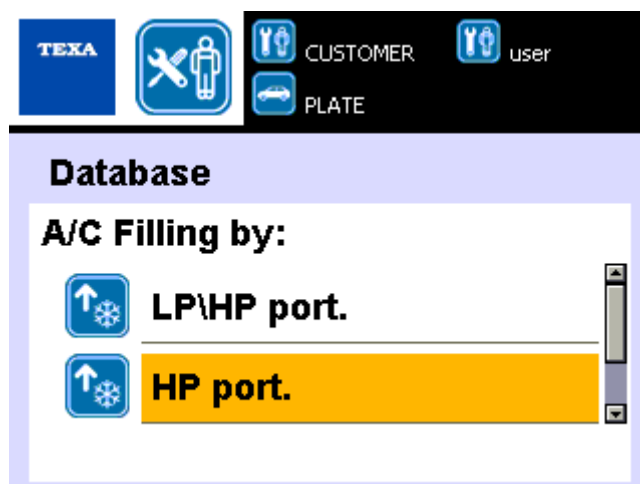 TEXA
CUSTOMER
user
PLATE
Database
A/C Filling by:
LP\HP port.
HP port.